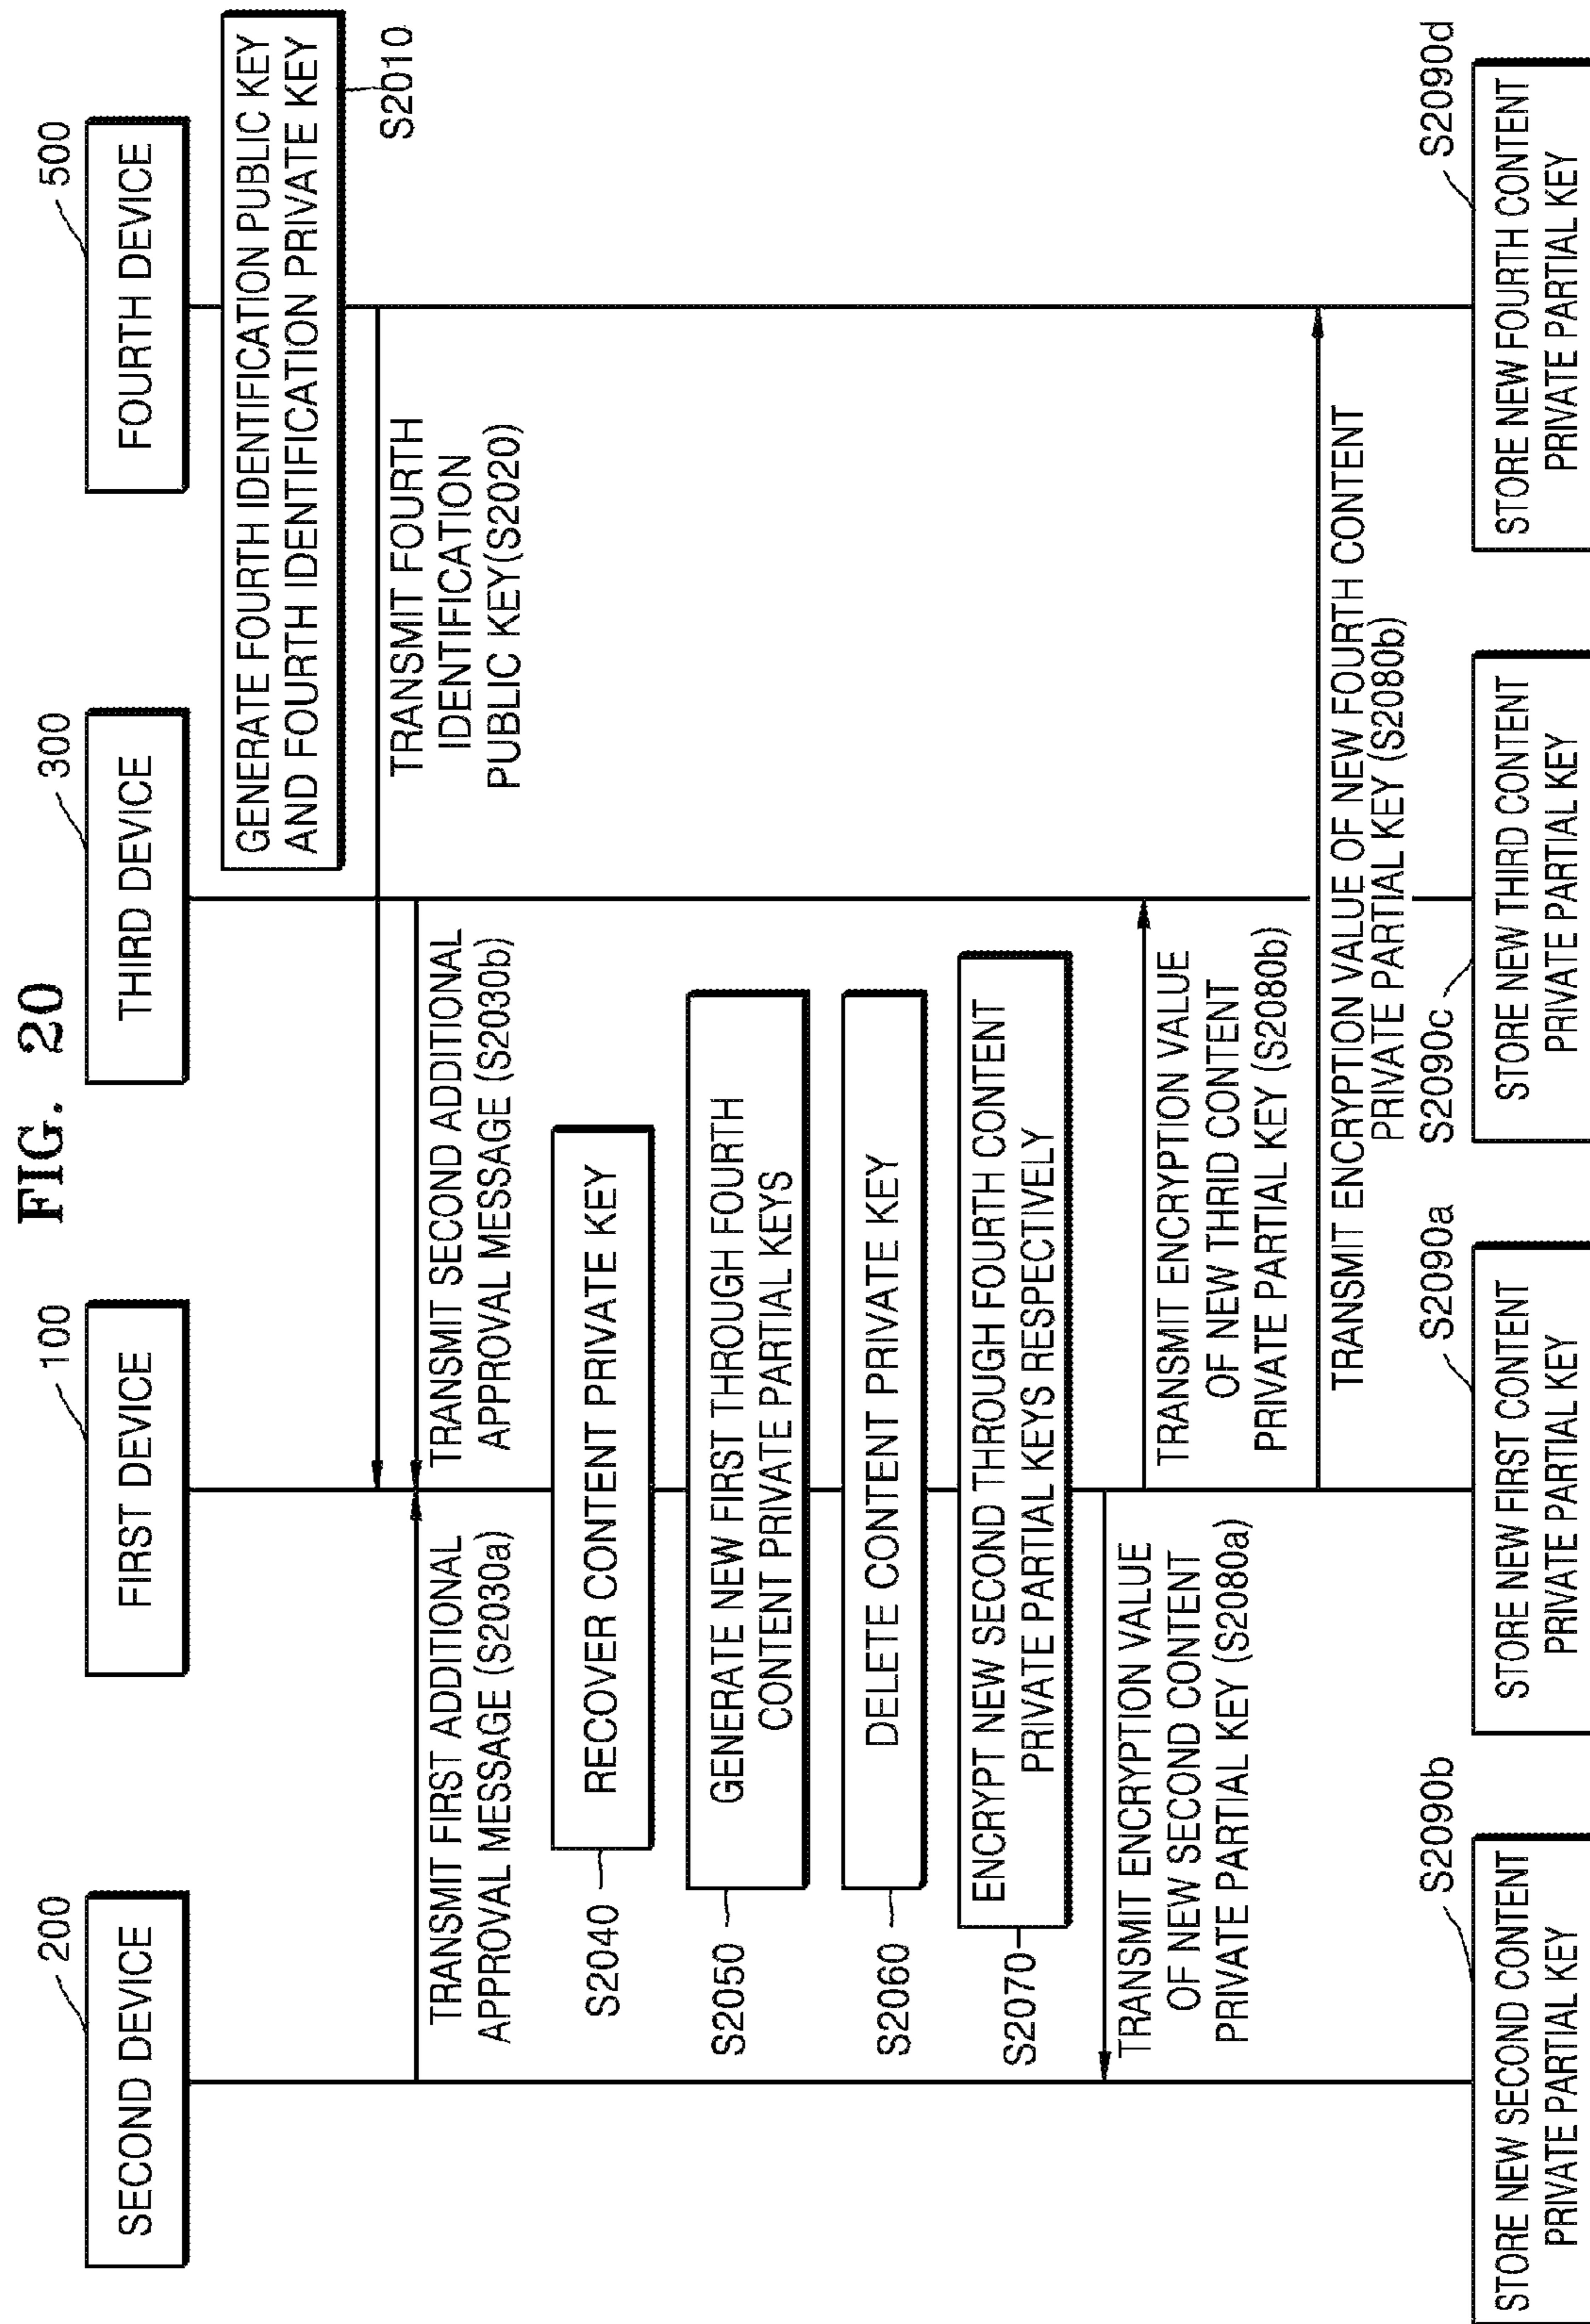 FIG. 20
200
100
300
500
SECOND DEVICE
FIRST DEVICE
THIRD DEVICE
FOURTH DEVICE
GENERATE FOURTH IDENTIFICATION PUBLIC KEY
AND FOURTH IDENTIFICATION PRIVATE KEY
S2010
TRANSMIT FOURTH
IDENTIFICATION
PUBLIC KEY(S2020)
TRANSMIT FIRST ADDITIONAL
APPROVAL MESSAGE (S2030a)
TRANSMIT SECOND ADDITIONAL
APPROVAL MESSAGE (S2030b)
S2040
RECOVER CONTENT PRIVATE KEY
S2050
GENERATE NEW FIRST THROUGH FOURTH
CONTENT PRIVATE PARTIAL KEYS
S2060
DELETE CONTENT PRIVATE KEY
S2070
ENCRYPT NEW SECOND THROUGH FOURTH CONTENT
PRIVATE PARTIAL KEYS RESPECTIVELY
TRANSMIT ENCRYPTION VALUE
OF NEW SECOND CONTENT
PRIVATE PARTIAL KEY (S2080a)
TRANSMIT ENCRYPTION VALUE
OF NEW THRID CONTENT
PRIVATE PARTIAL KEY (S2080b)
TRANSMIT ENCRYPTION VALUE OF NEW FOURTH CONTENT
PRIVATE PARTIAL KEY (S2080b)
S2090b
S2090a
S2090c
S2090d
STORE NEW SECOND CONTENT
PRIVATE PARTIAL KEY
STORE NEW FIRST CONTENT
PRIVATE PARTIAL KEY
STORE NEW THIRD CONTENT
PRIVATE PARTIAL KEY
STORE NEW FOURTH CONTENT
PRIVATE PARTIAL KEY